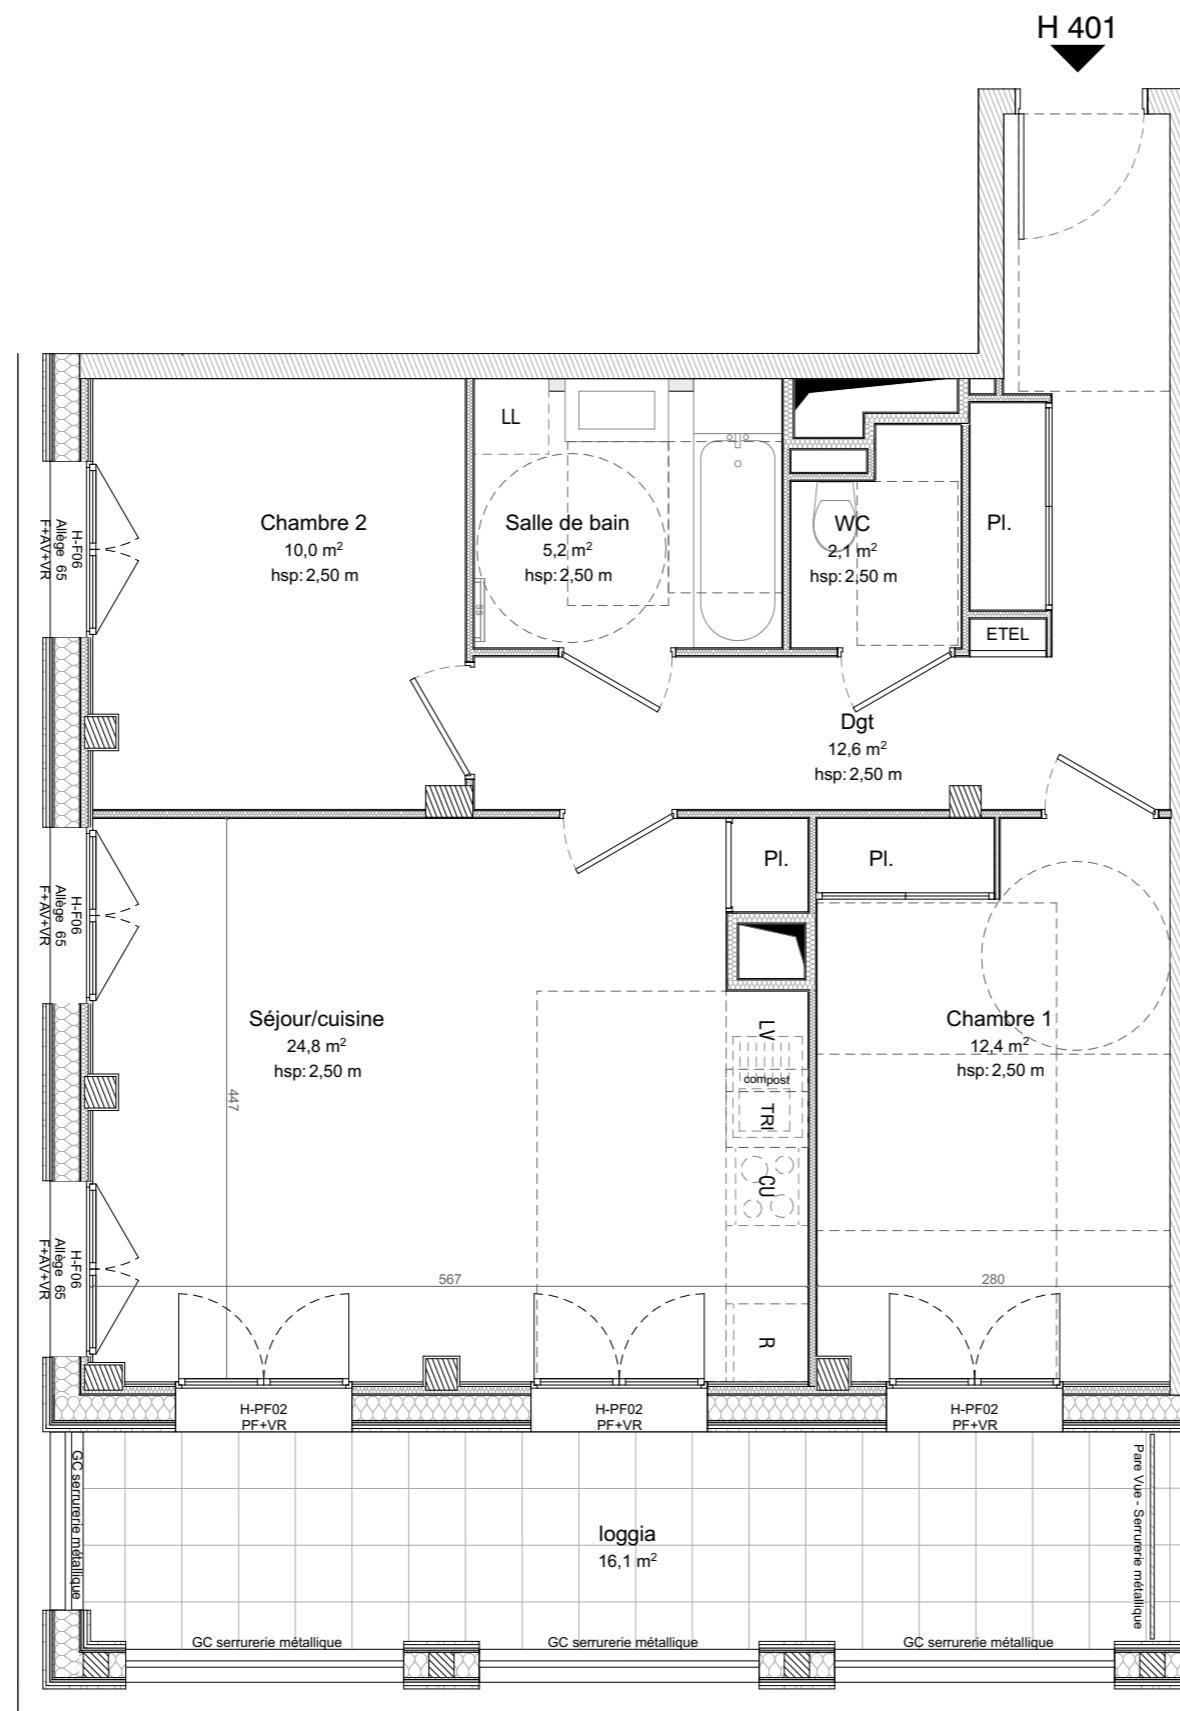 H 401
LL
Chambre 2
10,0 m²
hsp: 2,50 m
Salle de bain
5,2 m²
hsp: 2,50 m
WC
2,1 m²
hsp: 2,50 m
Pl.
ETEL
H-F06
Allège 65
F+AV+VR
Dgt
12,6 m²
hsp: 2,50 m
Pl.
Pl.
H-F06
Allège 65
F+AV+VR
Séjour/cuisine
24,8 m²
hsp: 2,50 m
447
LV
compost
TRI
CU
R
Chambre 1
12,4 m²
hsp: 2,50 m
H-F06
Allège 65
F+AV+VR
567
280
H-PF02
PF+VR
H-PF02
PF+VR
H-PF02
PF+VR
GC serrurerie métallique
loggia
16,1 m²
Pare Vue - Serrurerie métallique
GC serrurerie métallique
GC serrurerie métallique
GC serrurerie métallique